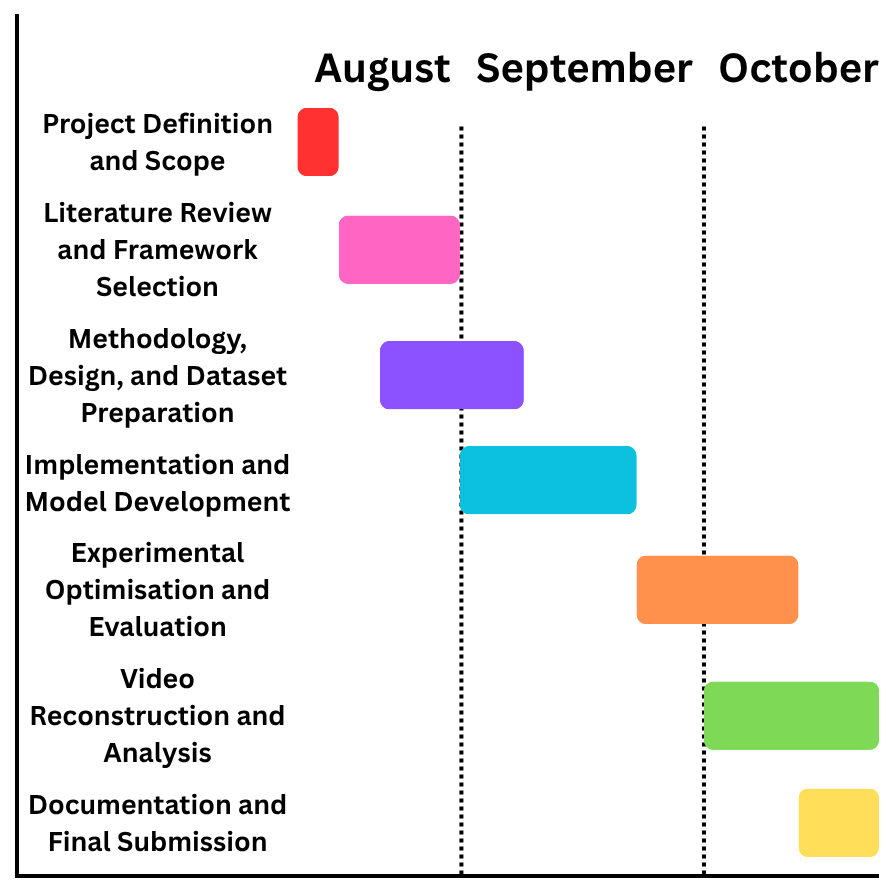 August September October
Project Definition
and Scope
Literature Review
and Framework
Selection
Methodology,
Design, and Dataset
Preparation
Implementation and
Model Development
Experimental
Optimisation and
Evaluation
Video
Reconstruction and
Analysis
Documentation and
Final Submission